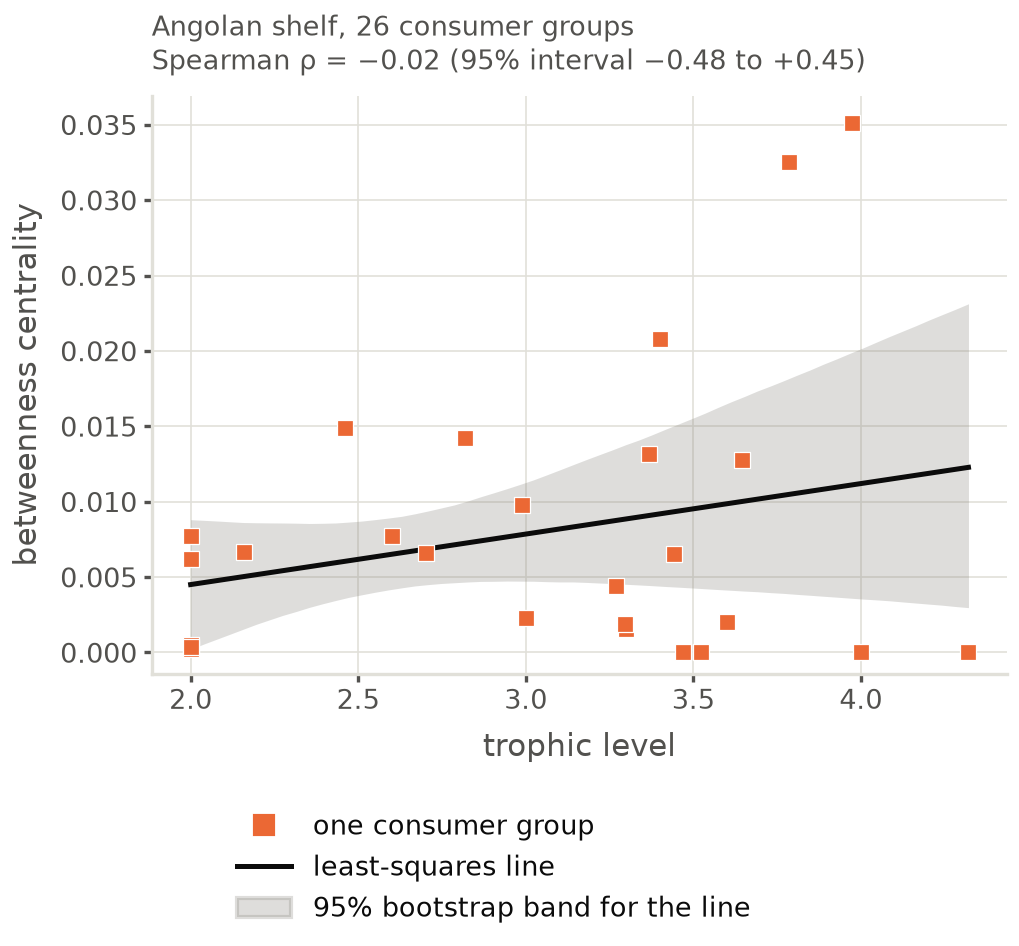 Angolan shelf, 26 consumer groups
Spearman ρ = −0.02 (95% interval −0.48 to +0.45)
betweenness centrality
0.035
0.030
0.025
0.020
0.015
0.010
0.005
0.000
2.0 2.5 3.0 3.5 4.0
trophic level
one consumer group
least-squares line
95% bootstrap band for the line